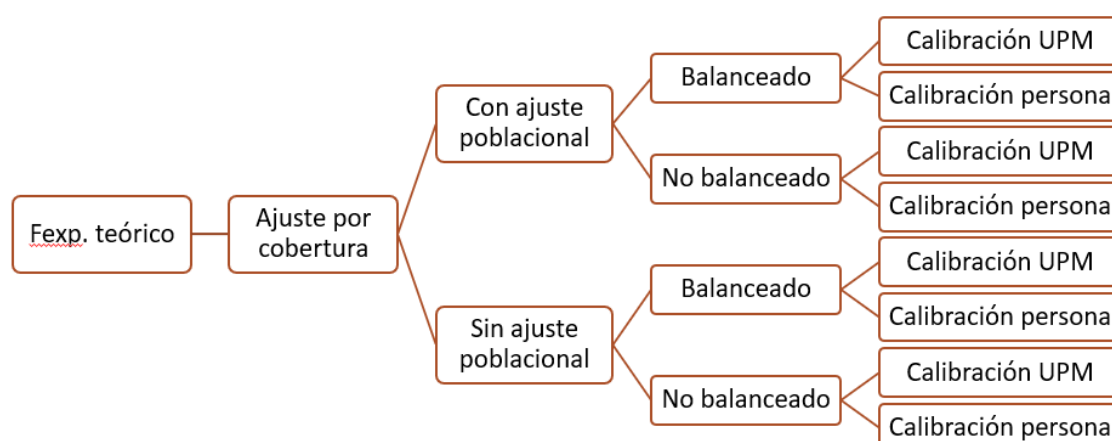 Fexp. teórico
Ajuste por
cobertura
Con ajuste
poblacional
Balanceado
Calibración UPM
Calibración persona
No balanceado
Calibración UPM
Calibración persona
Sin ajuste
poblacional
Balanceado
Calibración UPM
Calibración persona
No balanceado
Calibración UPM
Calibración persona